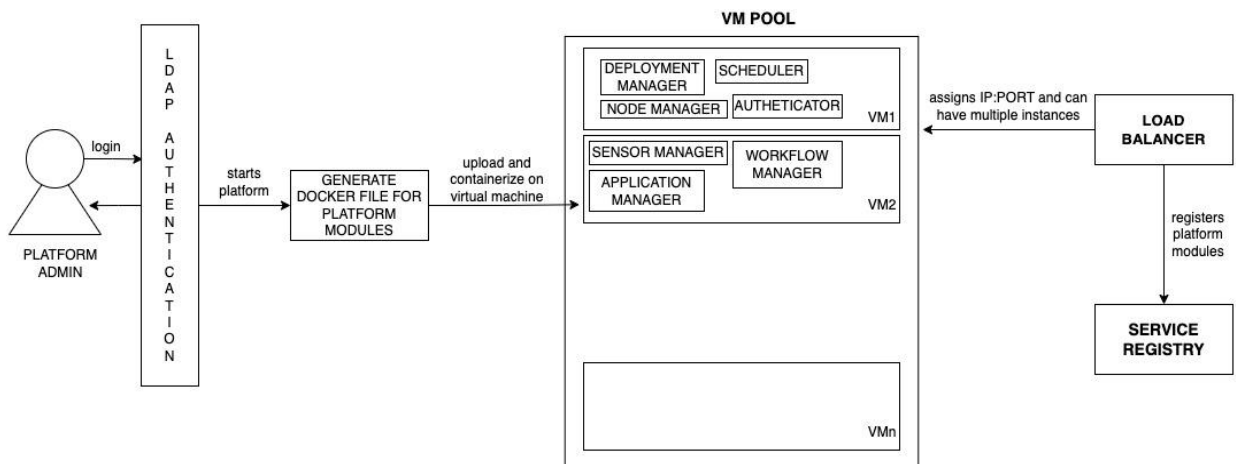 VM POOL
L
D
A
P
A
U
T
H
E
N
T
I
C
A
T
I
O
N
login
PLATFORM
ADMIN
starts
platform
GENERATE
DOCKER FILE FOR
PLATFORM
MODULES
upload and
containerize on
virtual machine
DEPLOYMENT
MANAGER
SCHEDULER
NODE MANAGER
AUTHETICATOR
VM1
SENSOR MANAGER
WORKFLOW
MANAGER
APPLICATION
MANAGER
VM2
VMn
assigns IP:PORT and can
have multiple instances
LOAD
BALANCER
registers
platform
modules
SERVICE
REGISTRY